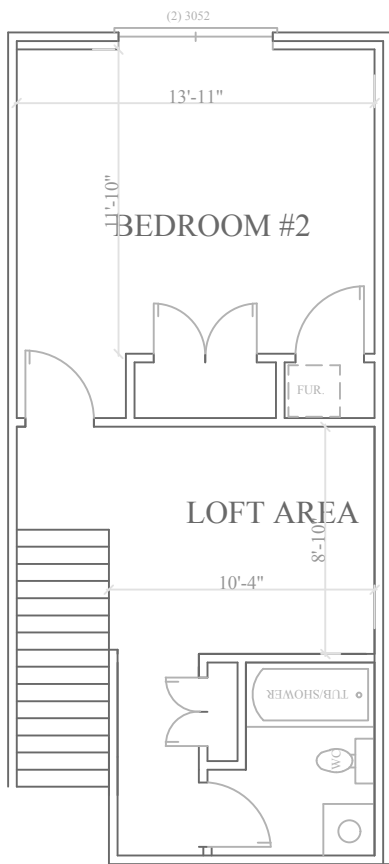 (2) 3052
13'-11"
11'-10"
BEDROOM #2
FUR.
LOFT AREA
8'-10"
10'-4"
TUB/SHOWER
WC